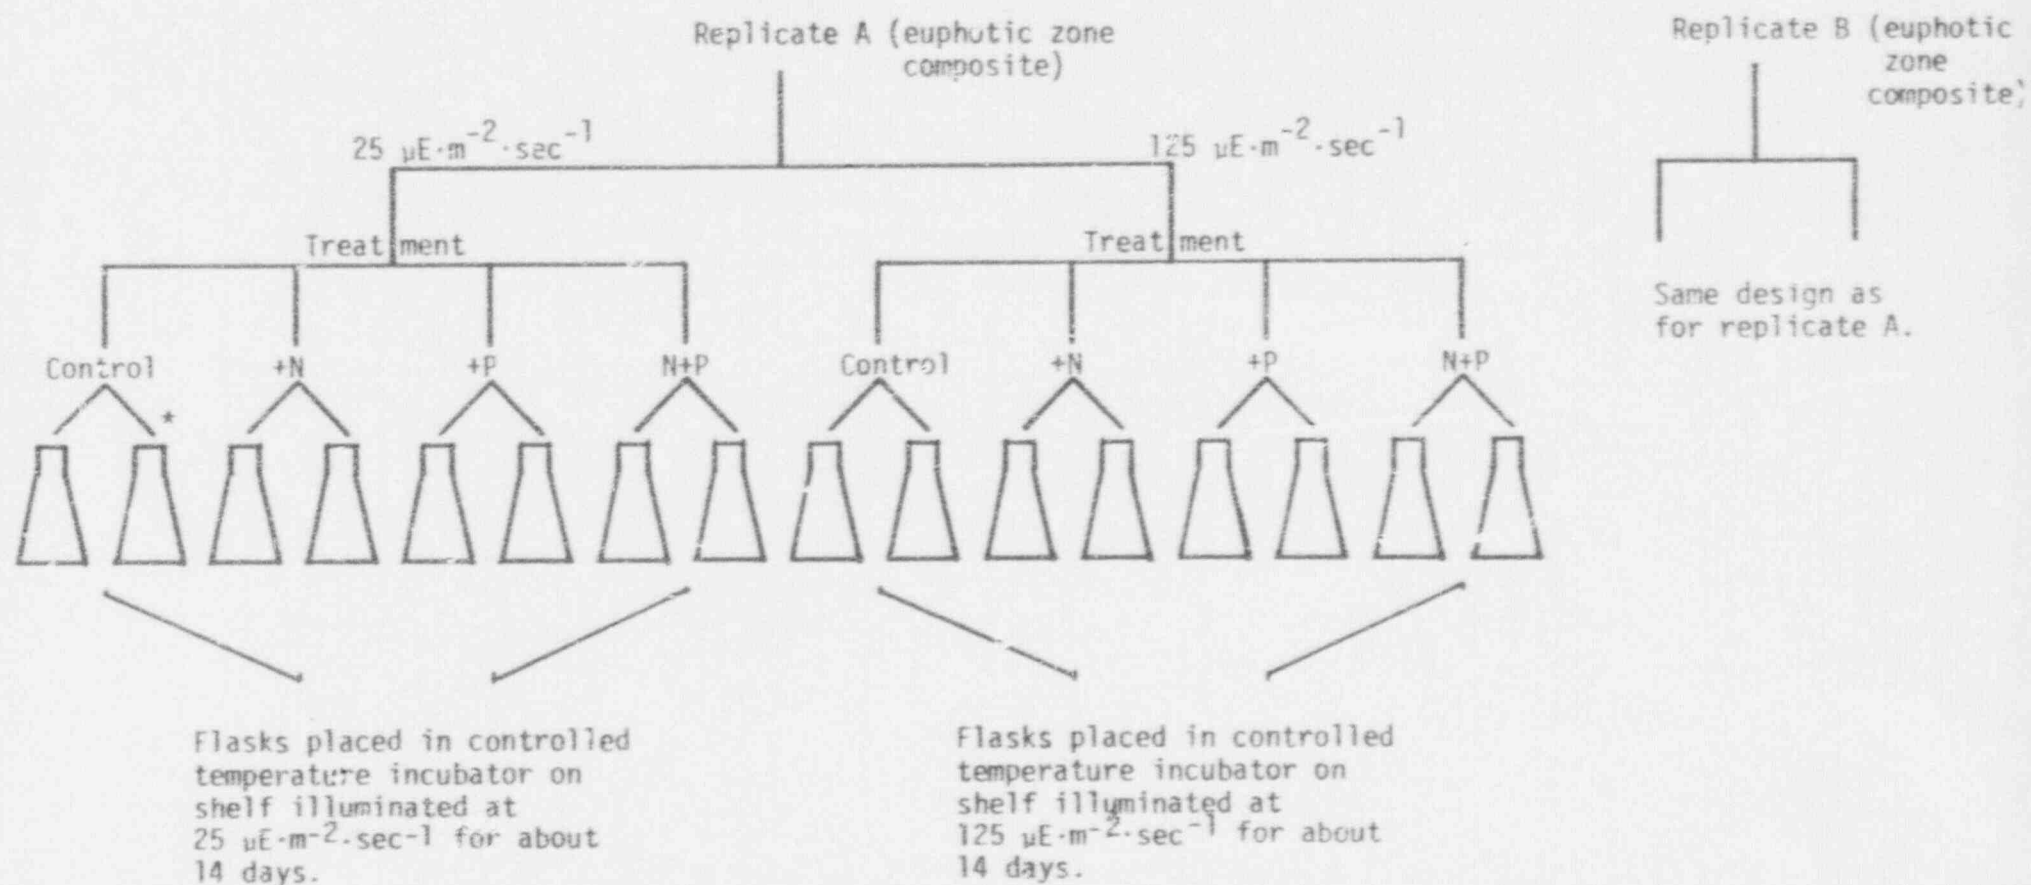 Replicate A (euphotic zone
composite)
Replicate B (euphotic
zone
composite)
25 µE·m⁻²·sec⁻¹
125 µE·m⁻²·sec⁻¹
Treatment
Treatment
Same design as
for replicate A.
Control
+N
+P
N+P
Control
+N
+P
N+P
*
Flasks placed in controlled
temperature incubator on
shelf illuminated at
25 µE·m⁻²·sec-1 for about
14 days.
Flasks placed in controlled
temperature incubator on
shelf illuminated at
125 µE·m⁻²·sec⁻¹ for about
14 days.